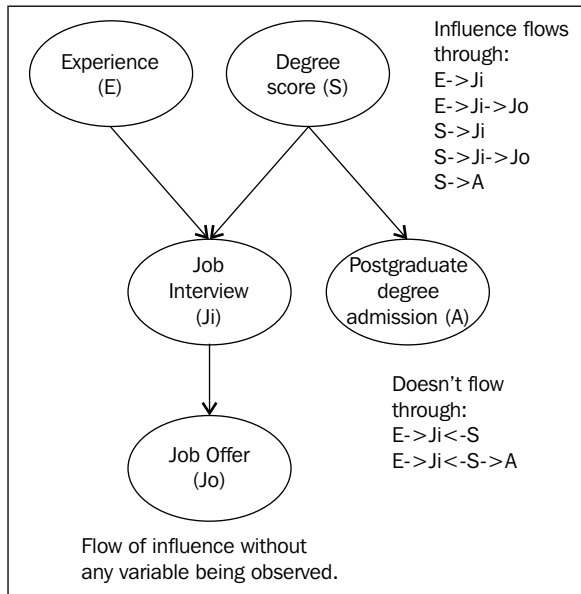 Experience
(E)
Degree
score (S)
Influence flows
through:
E->Ji
E->Ji->Jo
S->Ji
S->Ji->Jo
S->A
Job
Interview
(Ji)
Postgraduate
degree
admission (A)
Doesn't flow
through:
E->Ji<-S
E->Ji<-S->A
Job Offer
(Jo)
Flow of influence without
any variable being observed.